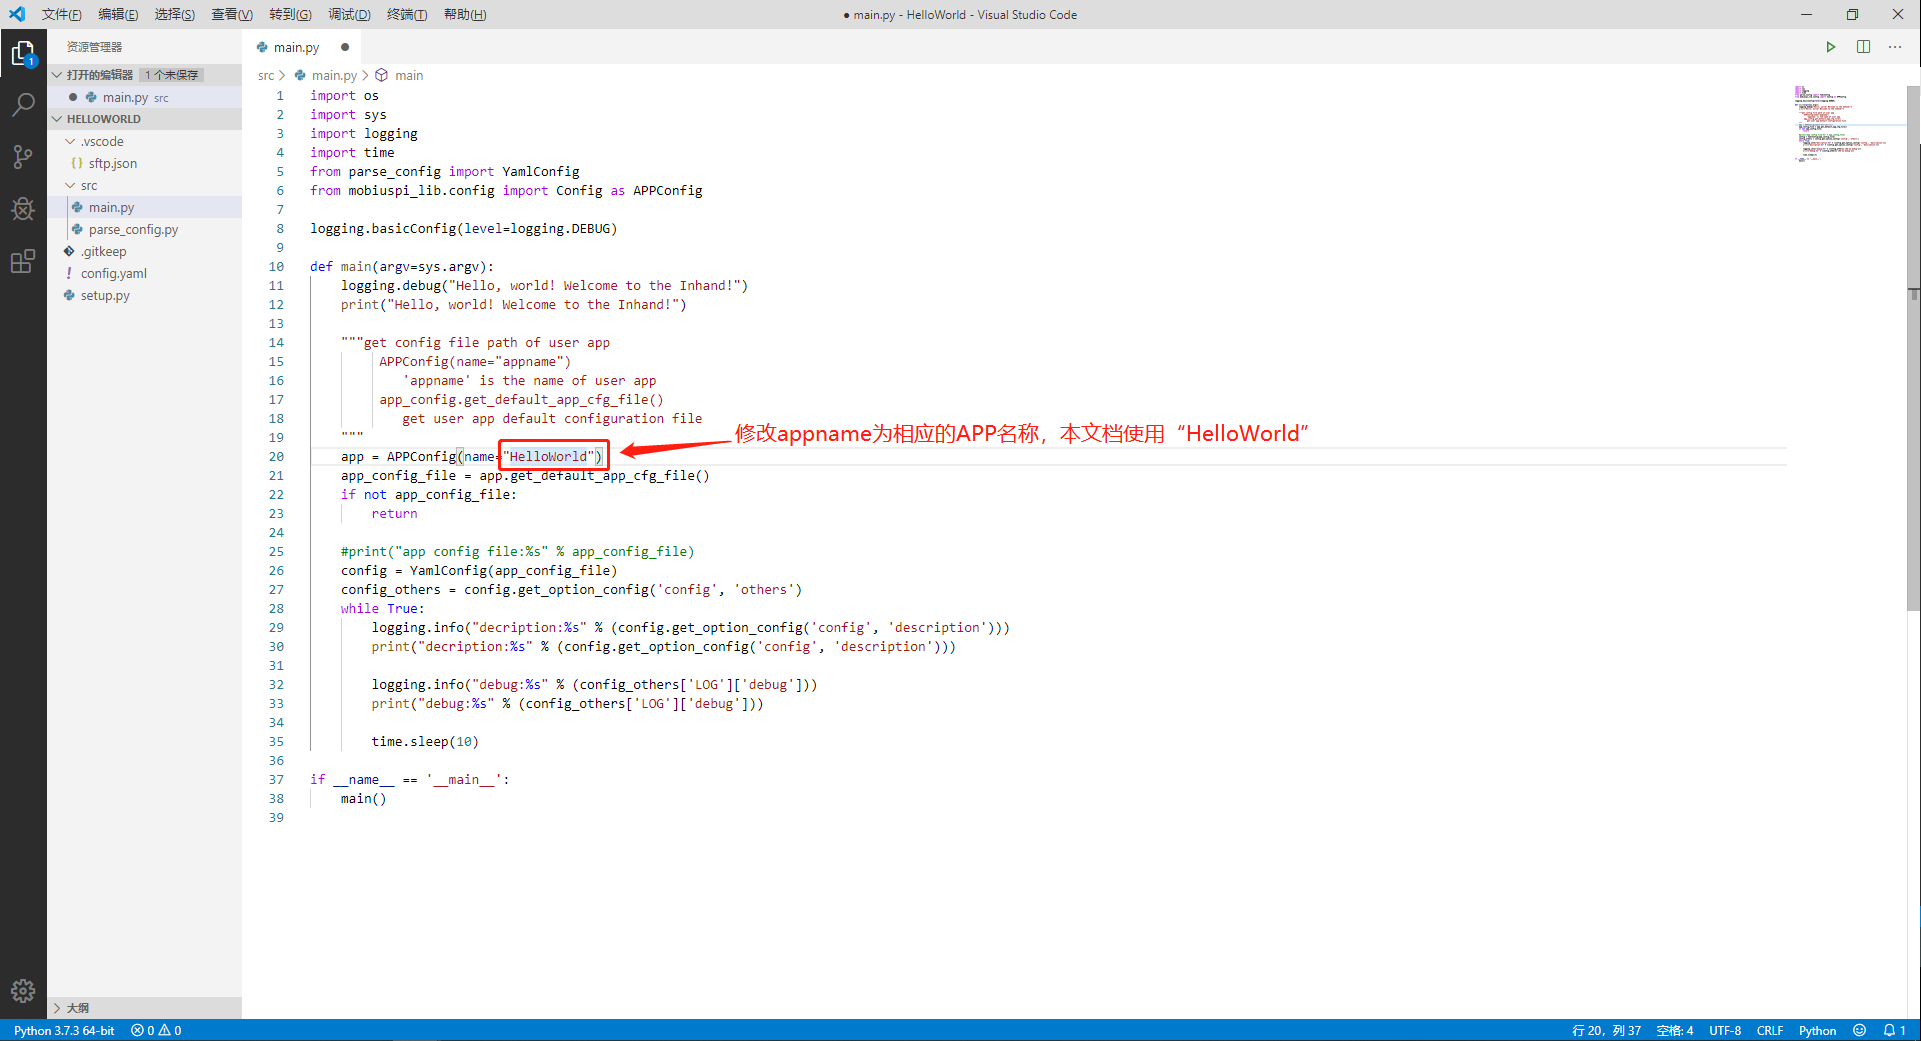 文件(F) 编辑(E) 选择(S) 查看(V) 转到(G) 调试(D) 终端(T) 帮助(H)
● main.py - HelloWorld - Visual Studio Code
资源管理器
打开的编辑器 1 个未保存
main.py src
HELLOWORLD
.vscode
{} sftp.json
src
main.py
parse_config.py
.gitkeep
! config.yaml
setup.py
大纲
1
main.py ●
src > main.py > main
1 import os
2 import sys
3 import logging
4 import time
5 from parse_config import YamlConfig
6 from mobiuspi_lib.config import Config as APPConfig
7
8 logging.basicConfig(level=logging.DEBUG)
9
10 def main(argv=sys.argv):
11     logging.debug("Hello, world! Welcome to the Inhand!")
12     print("Hello, world! Welcome to the Inhand!")
13
14     """get config file path of user app
15          APPConfig(name="appname")
16             'appname' is the name of user app
17          app_config.get_default_app_cfg_file()
18             get user app default configuration file
19     """
修改appname为相应的APP名称，本文档使用“HelloWorld”
20     app = APPConfig(name="HelloWorld")
21     app_config_file = app.get_default_app_cfg_file()
22     if not app_config_file:
23         return
24
25     #print("app config file:%s" % app_config_file)
26     config = YamlConfig(app_config_file)
27     config_others = config.get_option_config('config', 'others')
28     while True:
29         logging.info("decription:%s" % (config.get_option_config('config', 'description')))
30         print("decription:%s" % (config.get_option_config('config', 'description')))
31
32         logging.info("debug:%s" % (config_others['LOG']['debug']))
33         print("debug:%s" % (config_others['LOG']['debug']))
34
35         time.sleep(10)
36
37 if __name__ == '__main__':
38     main()
39
Python 3.7.3 64-bit 0 0
行 20，列 37 空格: 4 UTF-8 CRLF Python 1